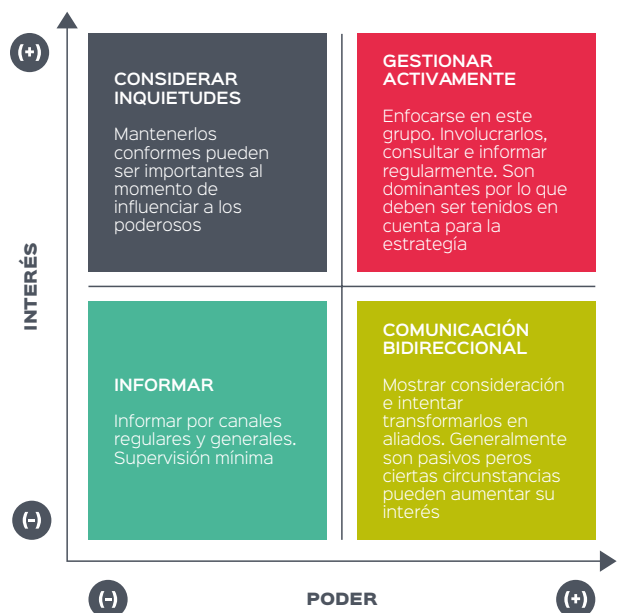 (+)
CONSIDERAR
INQUIETUDES
Mantenerlos
conformes pueden
ser importantes al
momento de
influenciar a los
poderosos
GESTIONAR
ACTIVAMENTE
Enfocarse en este
grupo. Involucrarlos,
consultar e informar
regularmente. Son
dominantes por lo que
deben ser tenidos en
cuenta para la
estrategía
INTERÉS
INFORMAR
Informar por canales
regulares y generales.
Supervisión mínima
COMUNICACIÓN
BIDIRECCIONAL
Mostrar consideración
e intentar
transformarlos en
aliados. Generalmente
son pasivos peros
ciertas circunstancias
pueden aumentar su
interés
(-)
(-)
PODER
(+)